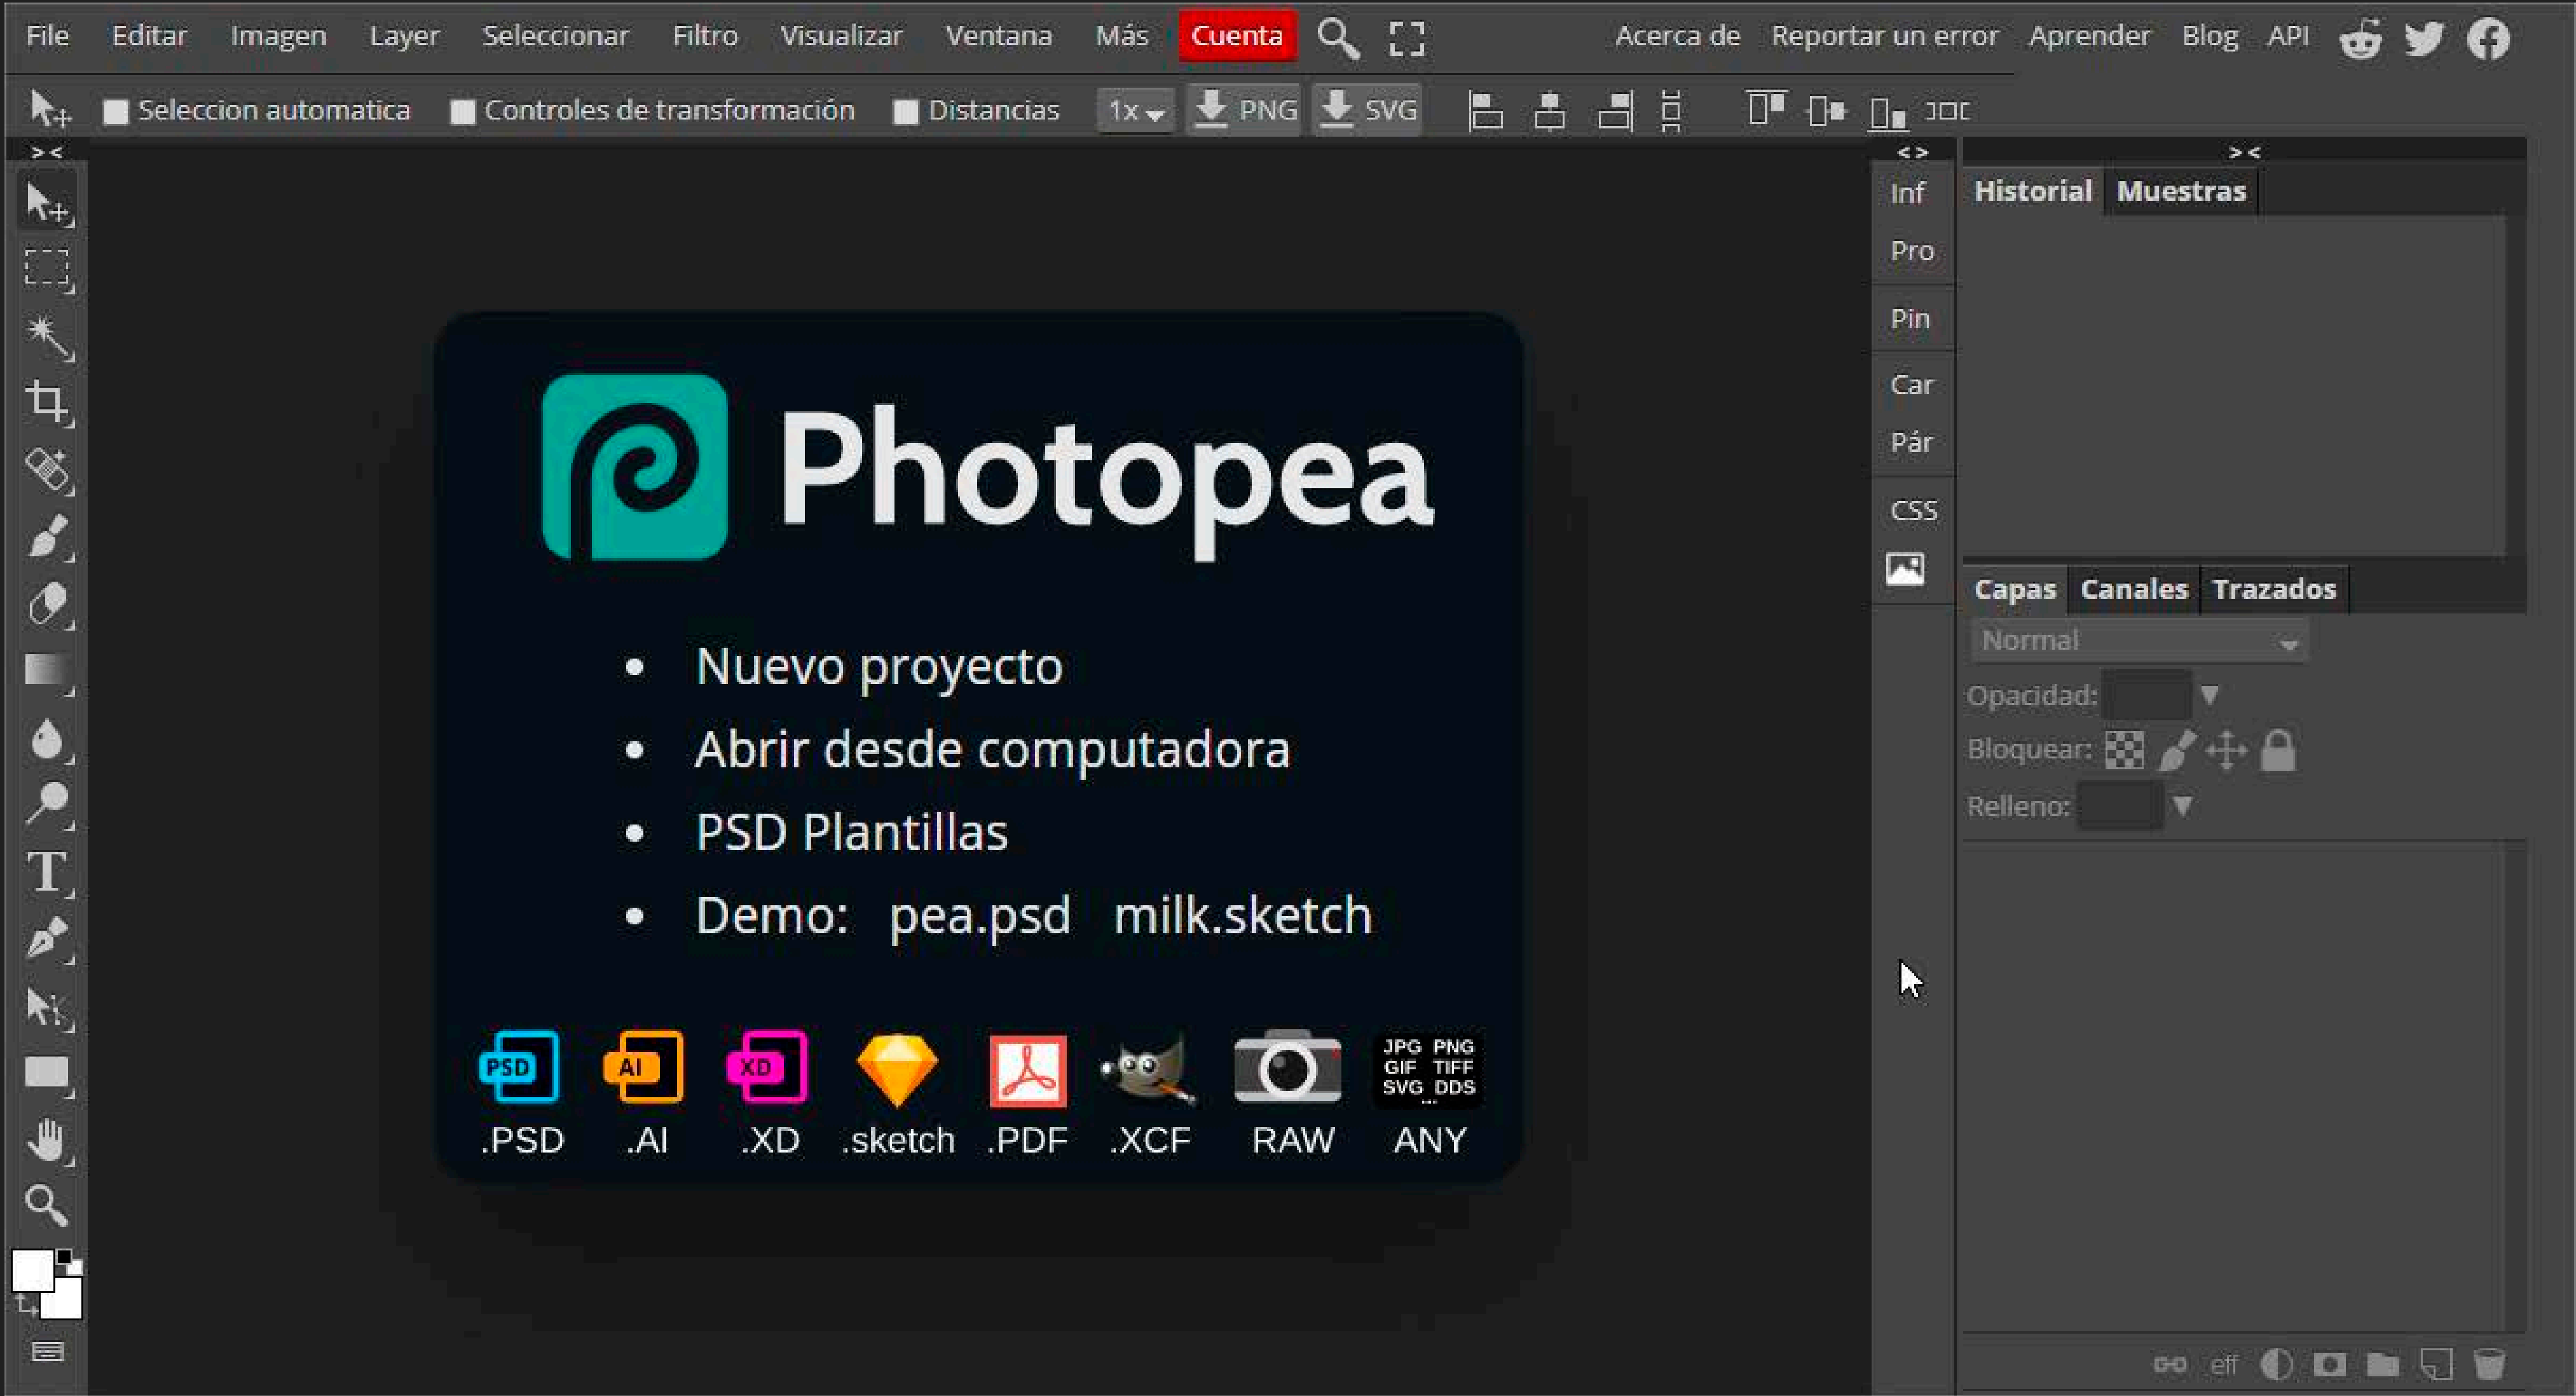 File Editar Imagen Layer Seleccionar Filtro Visualizar Ventana Más Cuenta Acerca de Reportar un error Aprender Blog API
Seleccion automatica Controles de transformación Distancias 1x PNG SVG
> < < > > <
Inf
Pro
Pin
Car
Pár
CSS
Historial Muestras
Capas Canales Trazados
Normal
Opacidad:
Bloquear:
Relleno:
Photopea
• Nuevo proyecto
• Abrir desde computadora
• PSD Plantillas
• Demo: pea.psd milk.sketch
PSD AI XD
JPG PNG
GIF TIFF
SVG DDS
...
.PSD .AI .XD .sketch .PDF .XCF RAW ANY
T
eff